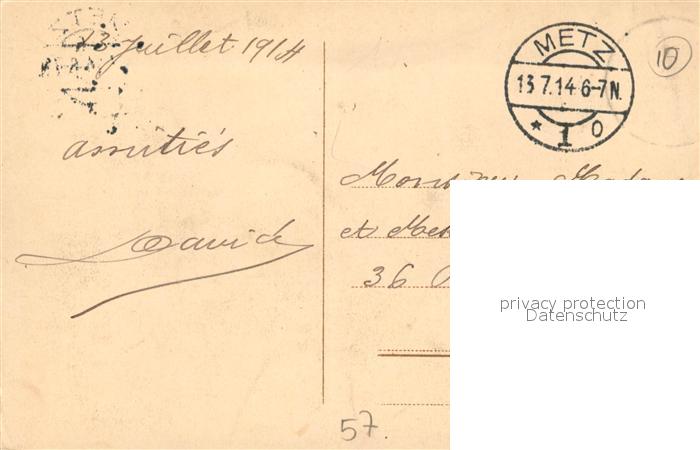 13 Juillet 1914
amitiés
David
METZ
13.7.14 6-7N.
* 1 o
10
Monsieur, Madame
et
36
57.
privacy protection
Datenschutz